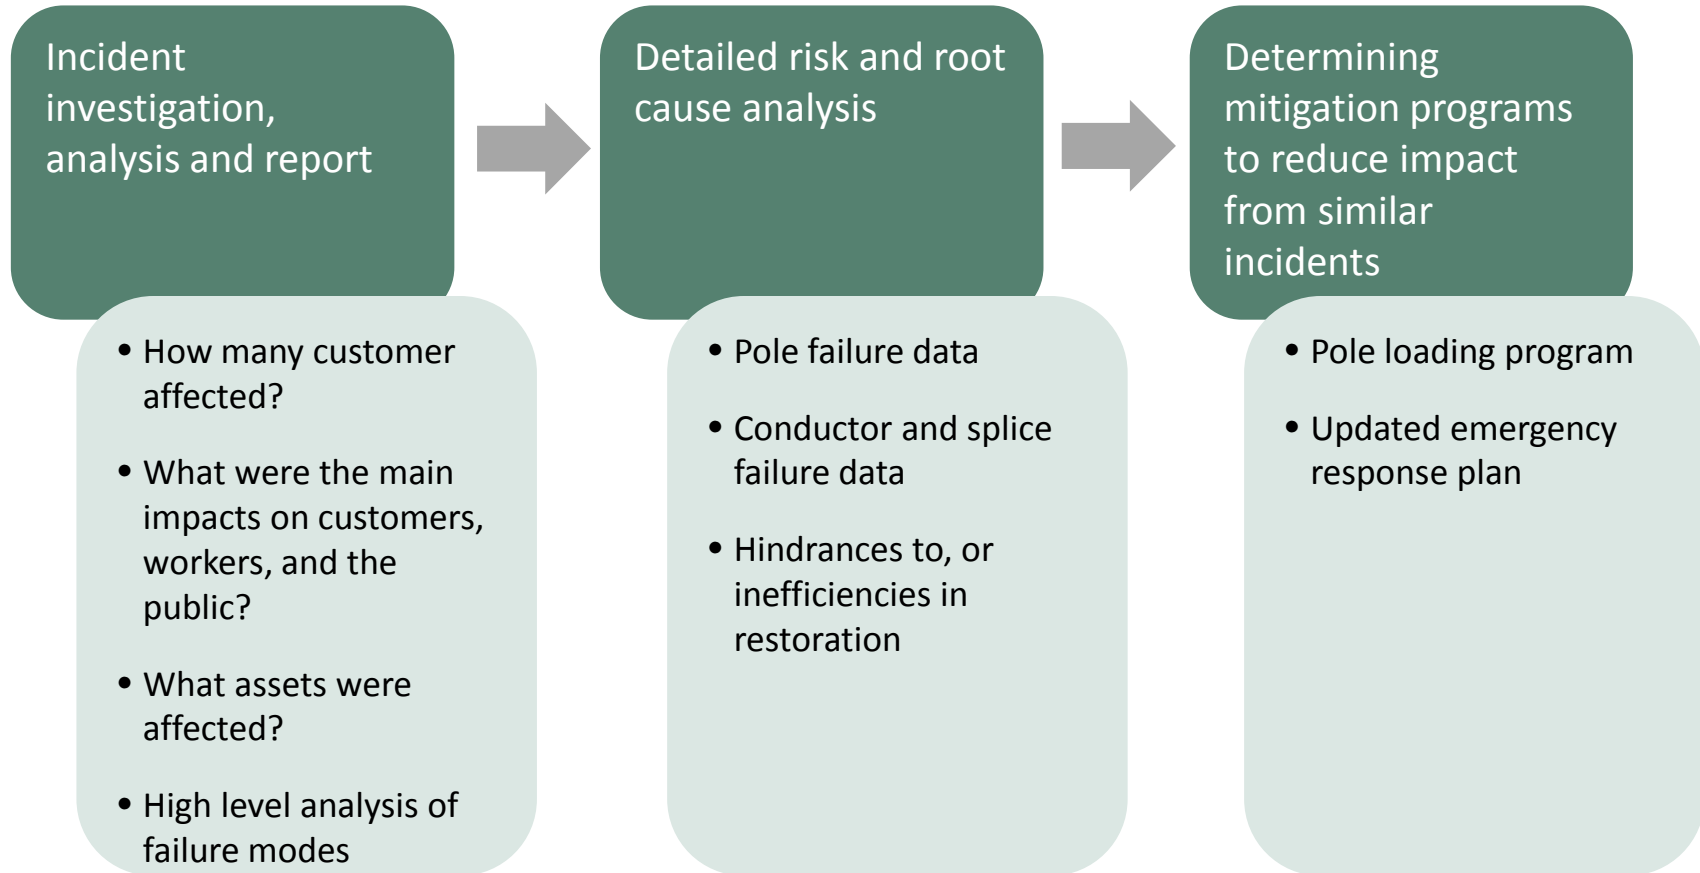 Incident
investigation,
analysis and report
• How many customer
affected?
• What were the main
impacts on customers,
workers, and the
public?
• What assets were
affected?
• High level analysis of
failure modes
Detailed risk and root
cause analysis
• Pole failure data
• Conductor and splice
failure data
• Hindrances to, or
inefficiencies in
restoration
Determining
mitigation programs
to reduce impact
from similar
incidents
• Pole loading program
• Updated emergency
response plan